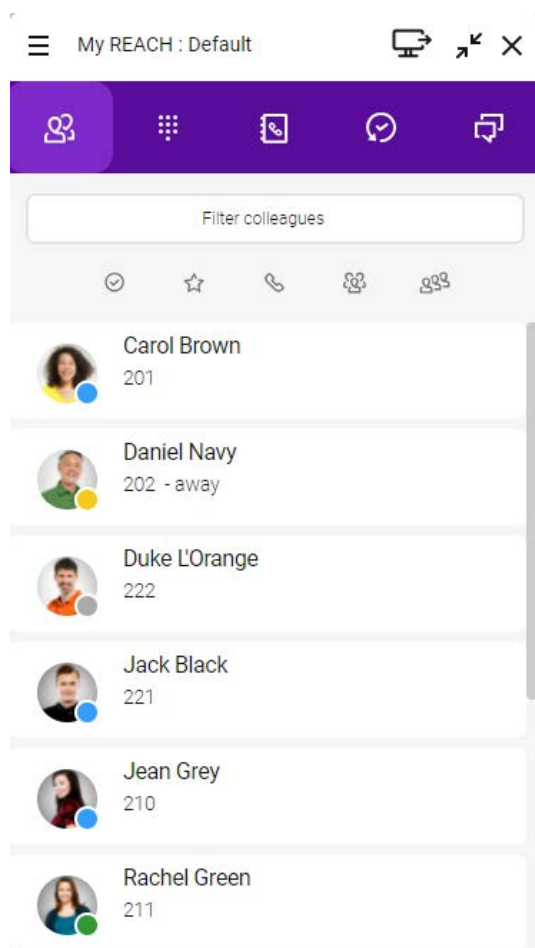 My REACH : Default
Filter colleagues
Carol Brown
201
Daniel Navy
202 - away
Duke L'Orange
222
Jack Black
221
Jean Grey
210
Rachel Green
211